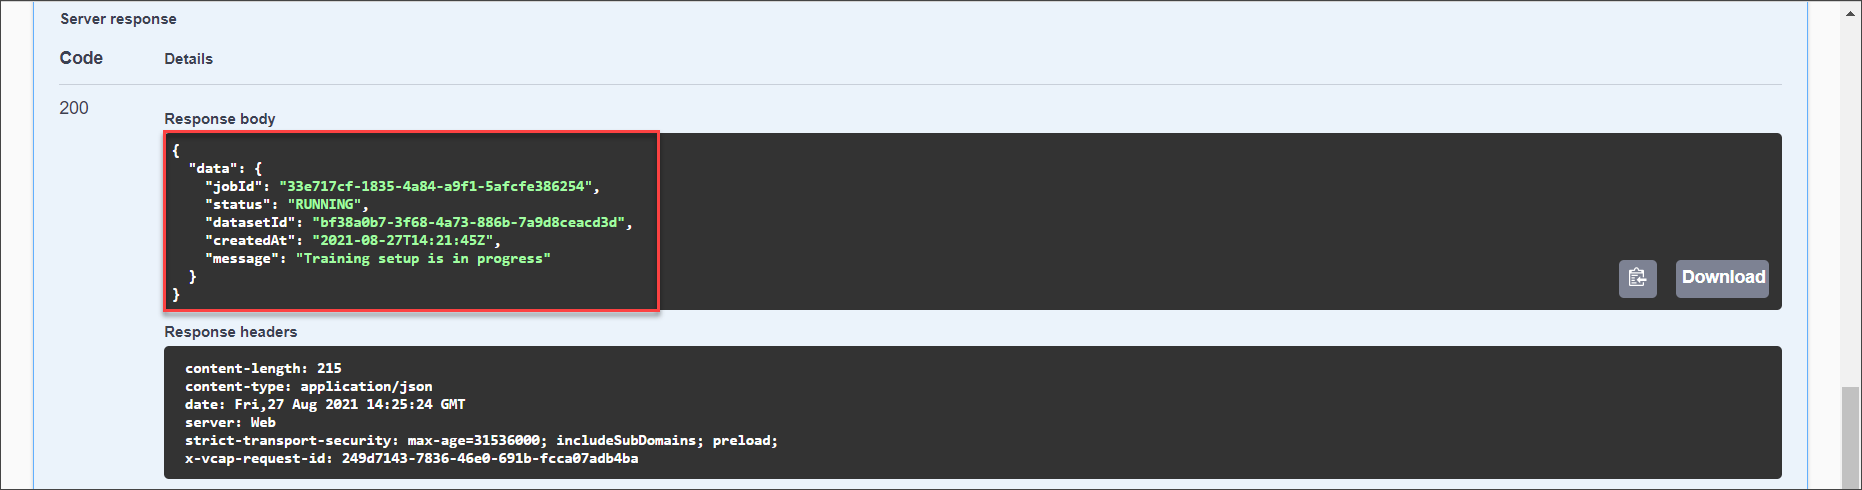 Server response
Code Details
200
Response body
{
  "data": {
    "jobId": "33e717cf-1835-4a84-a9f1-5afcfe386254",
    "status": "RUNNING",
    "datasetId": "bf38a0b7-3f68-4a73-886b-7a9d8ceacd3d",
    "createdAt": "2021-08-27T14:21:45Z",
    "message": "Training setup is in progress"
  }
}
Download
Response headers
content-length: 215
content-type: application/json
date: Fri,27 Aug 2021 14:25:24 GMT
server: Web
strict-transport-security: max-age=31536000; includeSubDomains; preload;
x-vcap-request-id: 249d7143-7836-46e0-691b-fcca07adb4ba